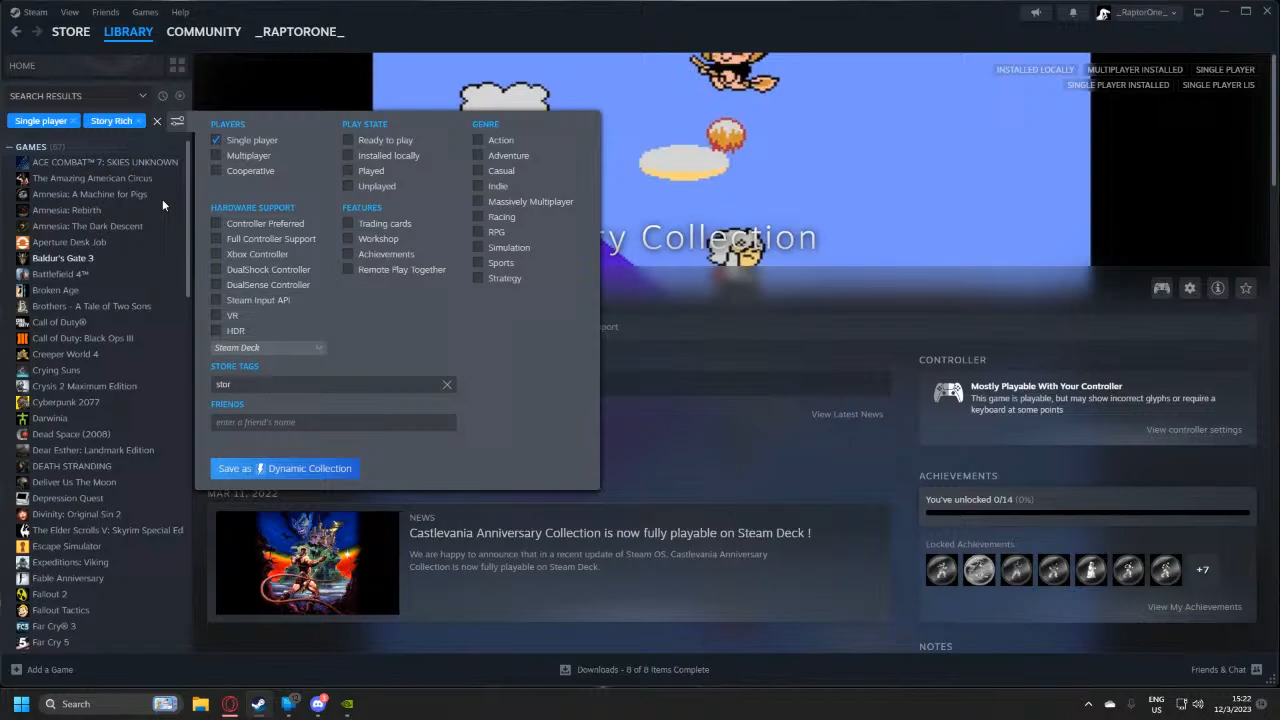 Steam View Friends Games Help
_RaptorOne_
STORE LIBRARY COMMUNITY _RAPTORONE_
HOME
SEARCH RESULTS
Single player Story Rich
GAMES (67)
ACE COMBAT™ 7: SKIES UNKNOWN
The Amazing American Circus
Amnesia: A Machine for Pigs
Amnesia: Rebirth
Amnesia: The Dark Descent
Aperture Desk Job
Baldur's Gate 3
Battlefield 4™
Broken Age
Brothers - A Tale of Two Sons
Call of Duty®
Call of Duty: Black Ops III
Creeper World 4
Crying Suns
Crysis 2 Maximum Edition
Cyberpunk 2077
Darwinia
Dead Space (2008)
Dear Esther: Landmark Edition
DEATH STRANDING
Deliver Us The Moon
Depression Quest
Divinity: Original Sin 2
The Elder Scrolls V: Skyrim Special Ed
Escape Simulator
Expeditions: Viking
Fable Anniversary
Fallout 2
Fallout Tactics
Far Cry® 3
Far Cry 5
PLAYERS
Single player
Multiplayer
Cooperative
HARDWARE SUPPORT
Controller Preferred
Full Controller Support
Xbox Controller
DualShock Controller
DualSense Controller
Steam Input API
VR
HDR
Steam Deck
STORE TAGS
stor
FRIENDS
enter a friend's name
Save as Dynamic Collection
PLAY STATE
Ready to play
Installed locally
Played
Unplayed
FEATURES
Trading cards
Workshop
Achievements
Remote Play Together
GENRE
Action
Adventure
Casual
Indie
Massively Multiplayer
Racing
RPG
Simulation
Sports
Strategy
INSTALLED LOCALLY MULTIPLAYER INSTALLED SINGLE PLAYER
SINGLE PLAYER INSTALLED SINGLE PLAYER LIS
ry Collection
port
View Latest News
MAR 11, 2022
NEWS
Castlevania Anniversary Collection is now fully playable on Steam Deck !
We are happy to announce that in a recent update of Steam OS, Castlevania Anniversary
Collection is now fully playable on Steam Deck.
CONTROLLER
Mostly Playable With Your Controller
This game is playable, but may show incorrect glyphs or require a
keyboard at some points
View controller settings
ACHIEVEMENTS
You've unlocked 0/14 (0%)
Locked Achievements
+7
View My Achievements
NOTES
Add a Game
Downloads - 8 of 8 Items Complete
Friends & Chat
Search
ENG
US
15:22
12/3/2023